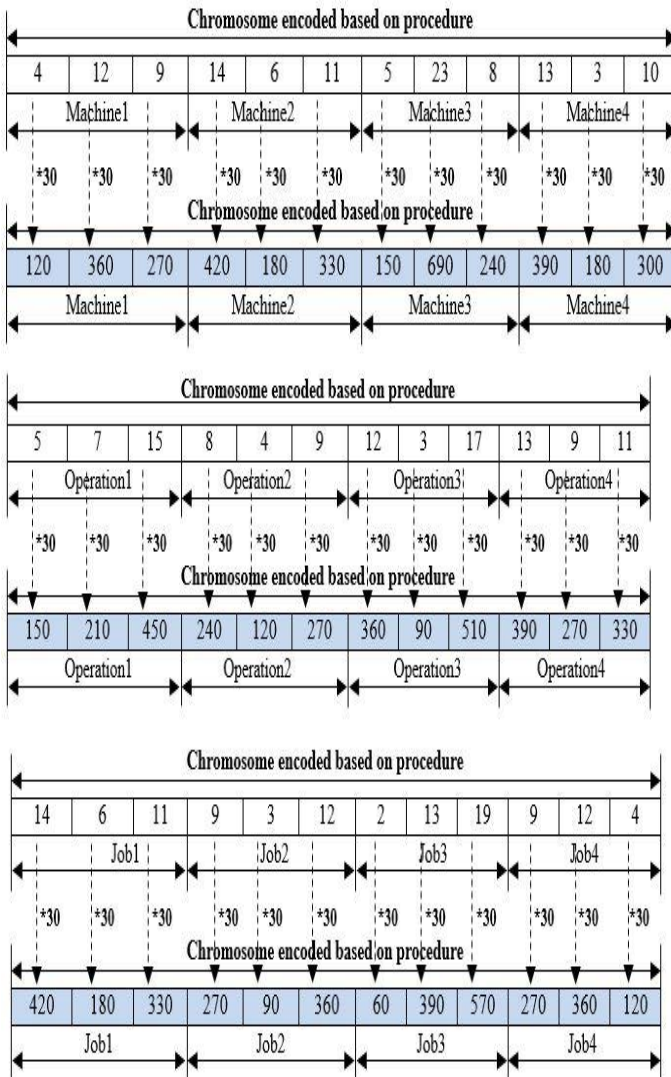 Chromosome encoded based on procedure
4 12 9 14 6 11 5 23 8 13 3 10
Machine1 Machine2 Machine3 Machine4
*30 *30 *30 *30 *30 *30 *30 *30 *30 *30 *30 *30
Chromosome encoded based on procedure
120 360 270 420 180 330 150 690 240 390 180 300
Machine1 Machine2 Machine3 Machine4
Chromosome encoded based on procedure
5 7 15 8 4 9 12 3 17 13 9 11
Operation1 Operation2 Operation3 Operation4
*30 *30 *30 *30 *30 *30 *30 *30 *30 *30 *30 *30
Chromosome encoded based on procedure
150 210 450 240 120 270 360 90 510 390 270 330
Operation1 Operation2 Operation3 Operation4
Chromosome encoded based on procedure
14 6 11 9 3 12 2 13 19 9 12 4
Job1 Job2 Job3 Job4
*30 *30 *30 *30 *30 *30 *30 *30 *30 *30 *30 *30
Chromosome encoded based on procedure
420 180 330 270 90 360 60 390 570 270 360 120
Job1 Job2 Job3 Job4